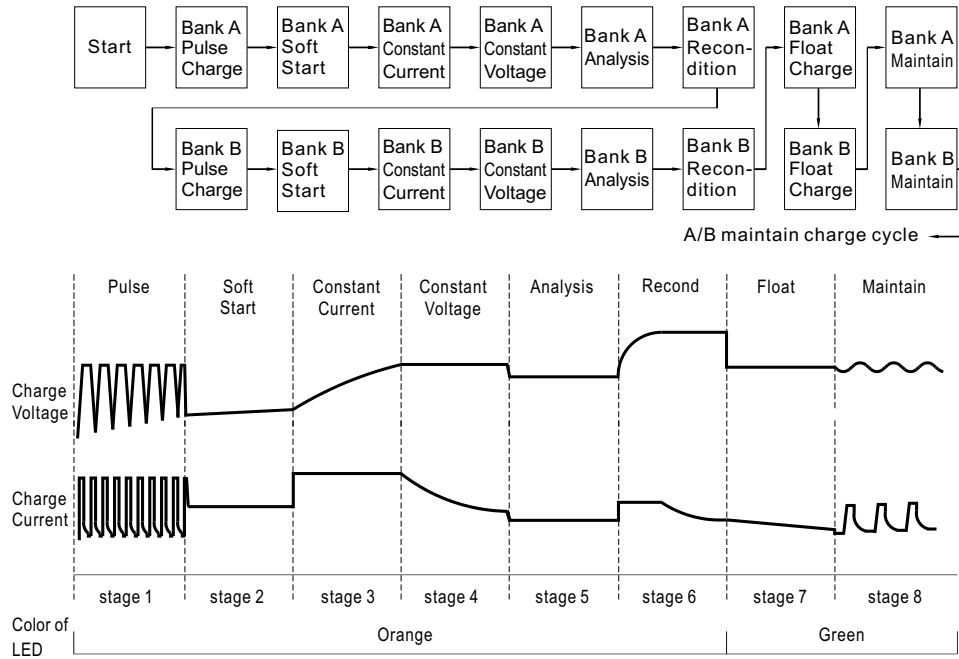 Start
Bank A
Pulse
Charge
Bank A
Soft
Start
Bank A
Constant
Current
Bank A
Constant
Voltage
Bank A
Analysis
Bank A
Recon-
dition
Bank A
Float
Charge
Bank A
Maintain
Bank B
Pulse
Charge
Bank B
Soft
Start
Bank B
Constant
Current
Bank B
Constant
Voltage
Bank B
Analysis
Bank B
Recon-
dition
Bank B
Float
Charge
Bank B
Maintain
A/B maintain charge cycle
Pulse
Soft
Start
Constant
Current
Constant
Voltage
Analysis
Recond
Float
Maintain
Charge
Voltage
Charge
Current
stage 1
stage 2
stage 3
stage 4
stage 5
stage 6
stage 7
stage 8
Color of
LED
Orange
Green